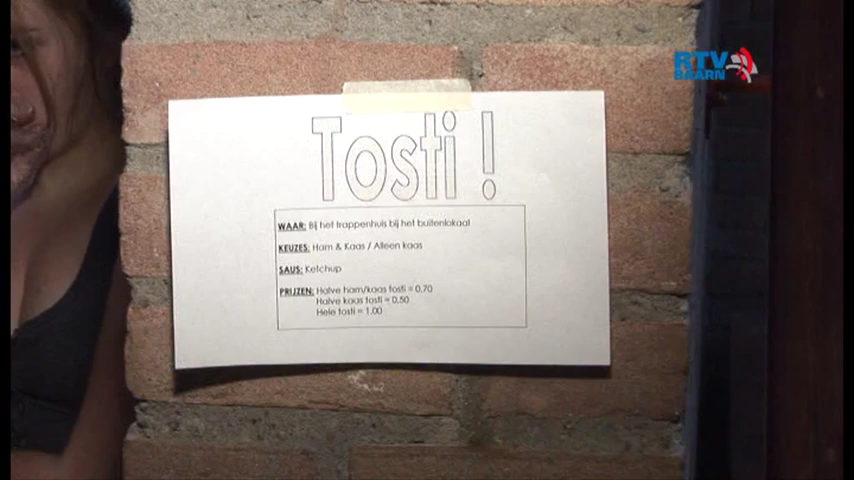 RTV
BAARN
Tosti !
WAAR: Bij het trappenhuis bij het buitenlokaal
KEUZES: Ham & Kaas / Alleen kaas
SAUS: Ketchup
PRIJZEN: Halve ham/kaas tosti = 0,70
Halve kaas tosti = 0,50
Hele tosti = 1,00